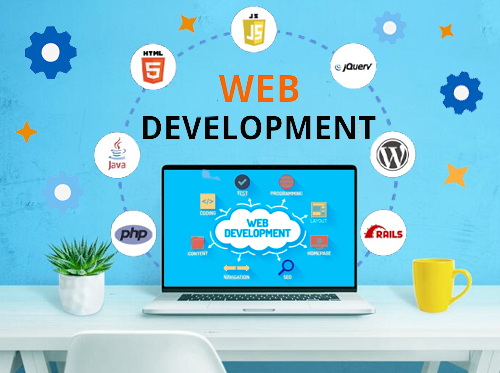 JS
JS
HTML
5
jQuery
WEB
DEVELOPMENT
Java
W
php
RAILS
TEST
PROGRAMMING
CODING
</>
LAYOUT
WEB
DEVELOPMENT
CONTENT
HOMEPAGE
NAVIGATION
SEO